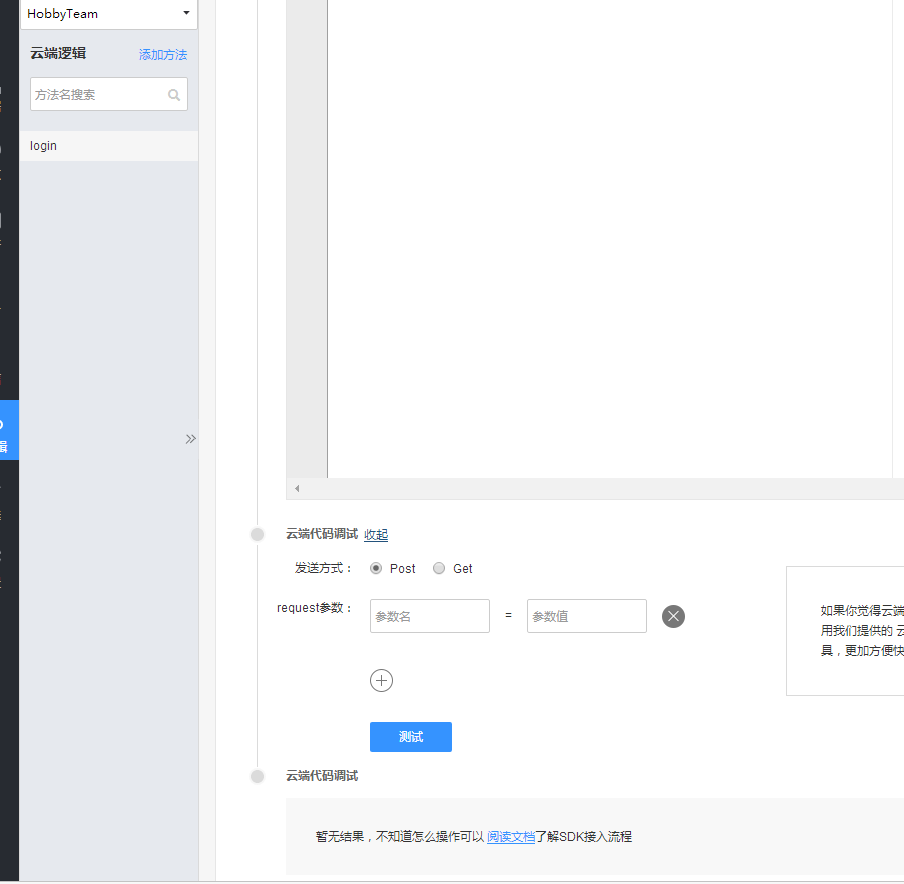 HobbyTeam
云端逻辑 添加方法
方法名搜索
login
云端代码调试 收起
发送方式： Post Get
request参数： 参数名 = 参数值
测试
如果你觉得云端
用我们提供的 云
具，更加方便快
云端代码调试
暂无结果，不知道怎么操作可以 阅读文档了解SDK接入流程